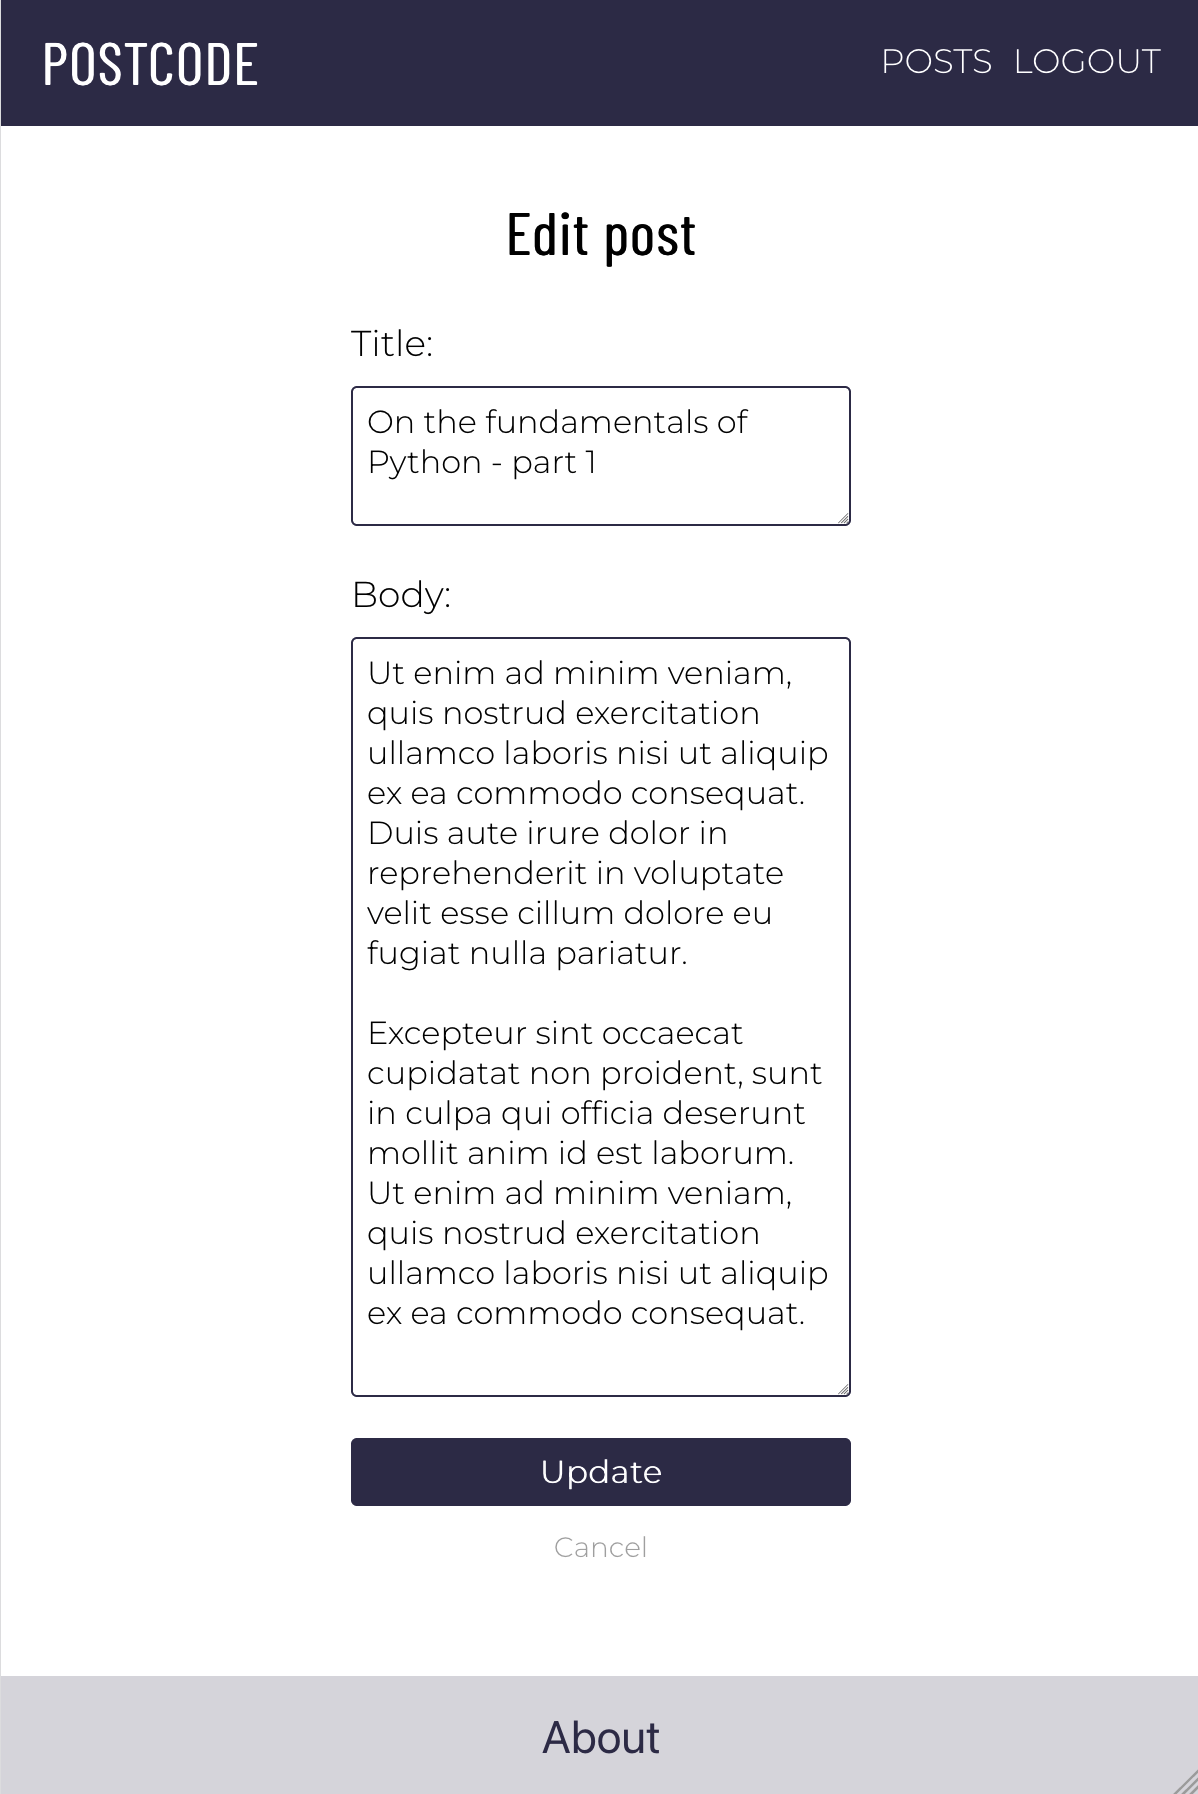 POSTCODE
POSTS LOGOUT
Edit post
Title:
On the fundamentals of
Python - part 1
Body:
Ut enim ad minim veniam,
quis nostrud exercitation
ullamco laboris nisi ut aliquip
ex ea commodo consequat.
Duis aute irure dolor in
reprehenderit in voluptate
velit esse cillum dolore eu
fugiat nulla pariatur.
Excepteur sint occaecat
cupidatat non proident, sunt
in culpa qui officia deserunt
mollit anim id est laborum.
Ut enim ad minim veniam,
quis nostrud exercitation
ullamco laboris nisi ut aliquip
ex ea commodo consequat.
Update
Cancel
About